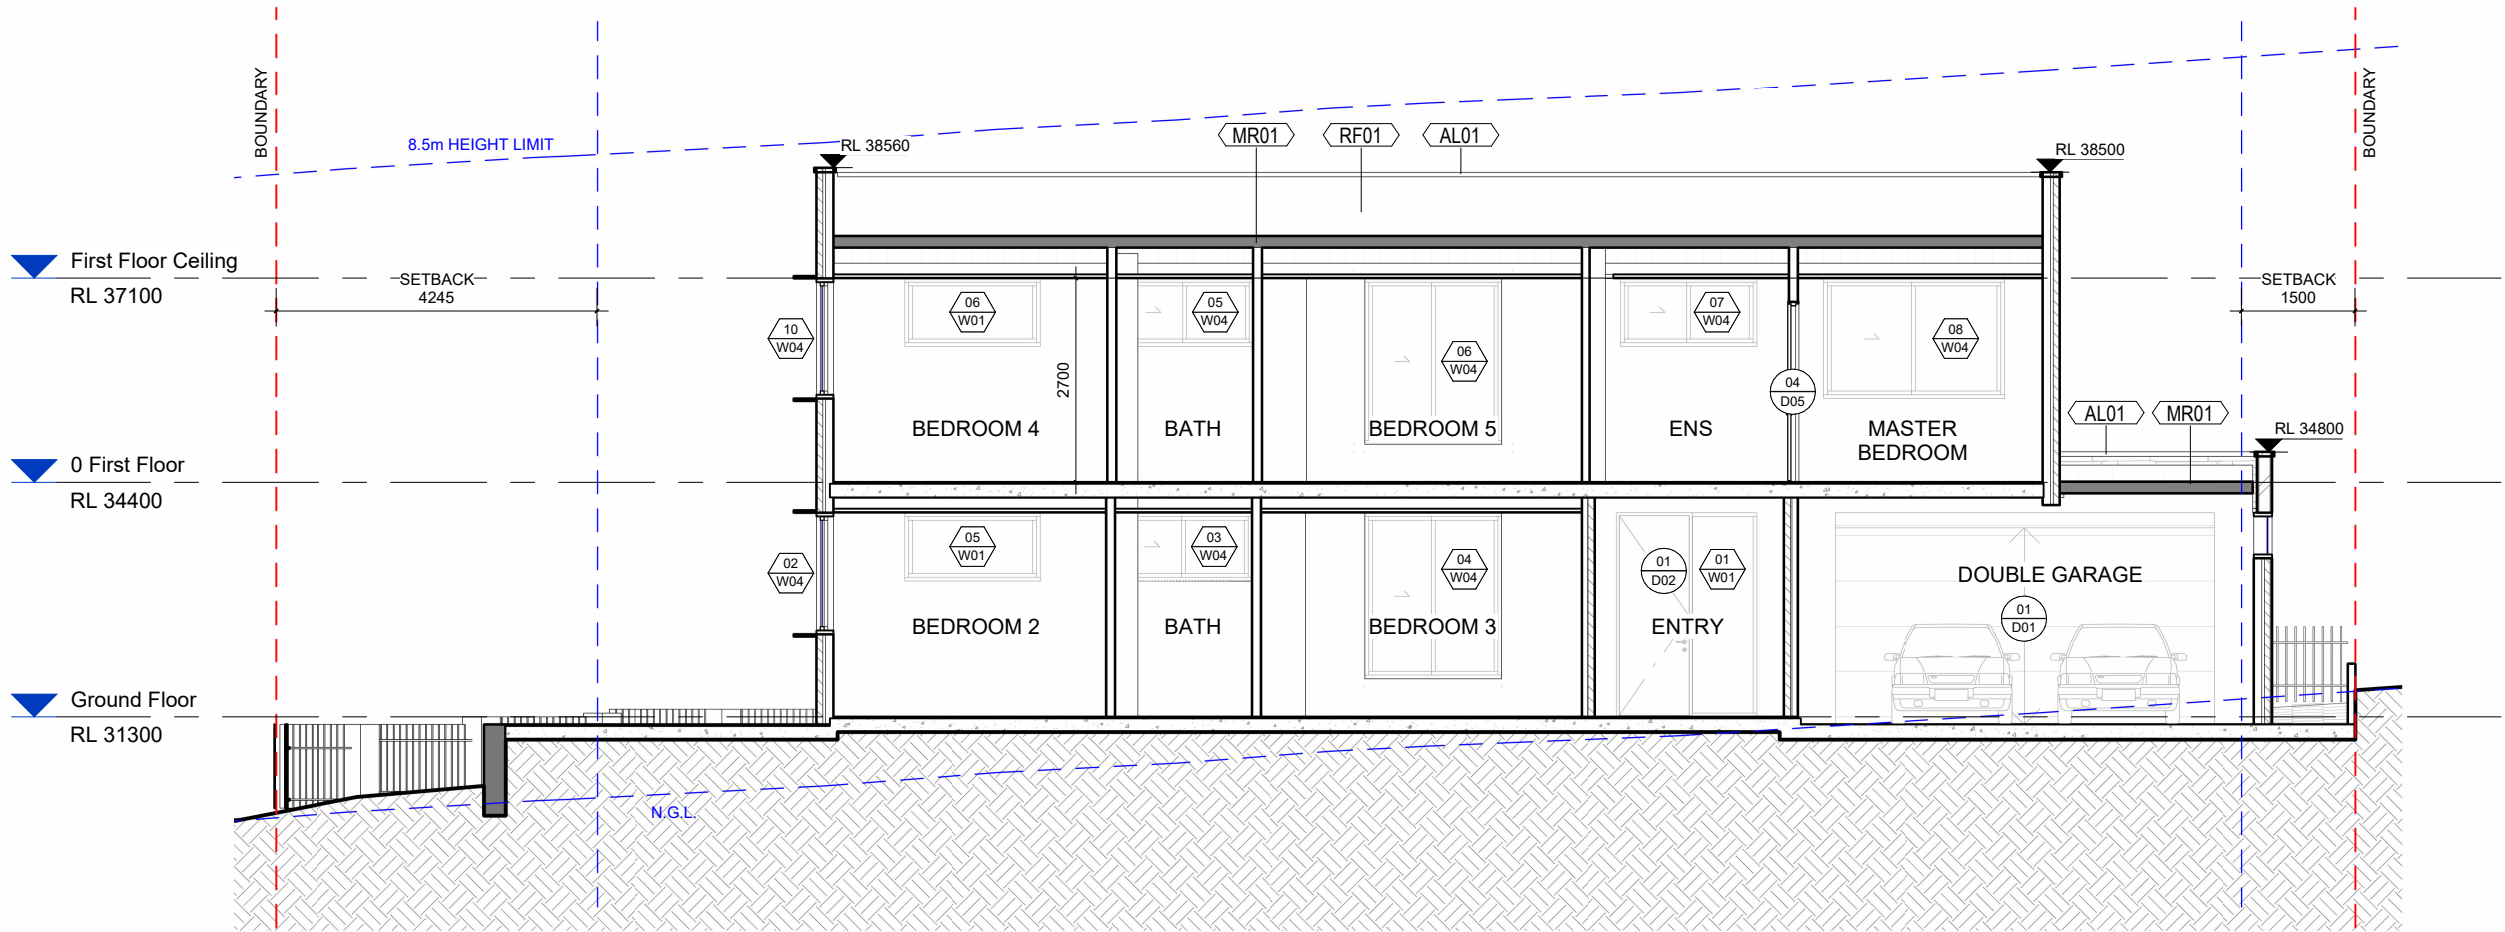 BOUNDARY
BOUNDARY
8.5m HEIGHT LIMIT
MR01
RF01
AL01
RL 38560
RL 38500
First Floor Ceiling
RL 37100
SETBACK
4245
SETBACK
1500
06
W01
05
W04
07
W04
10
W04
06
W04
08
W04
2700
04
D05
BEDROOM 4
BATH
BEDROOM 5
ENS
MASTER
BEDROOM
AL01
MR01
RL 34800
0 First Floor
RL 34400
05
W01
03
W04
02
W04
04
W04
01
D02
01
W01
DOUBLE GARAGE
01
D01
BEDROOM 2
BATH
BEDROOM 3
ENTRY
Ground Floor
RL 31300
N.G.L.